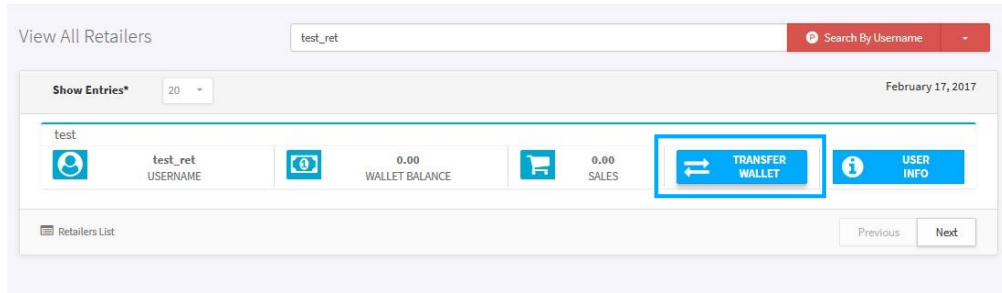 View All Retailers
test_ret
Search By Username
Show Entries*
20
February 17, 2017
test
test_ret
USERNAME
0.00
WALLET BALANCE
0.00
SALES
TRANSFER
WALLET
USER
INFO
Retailers List
Previous
Next